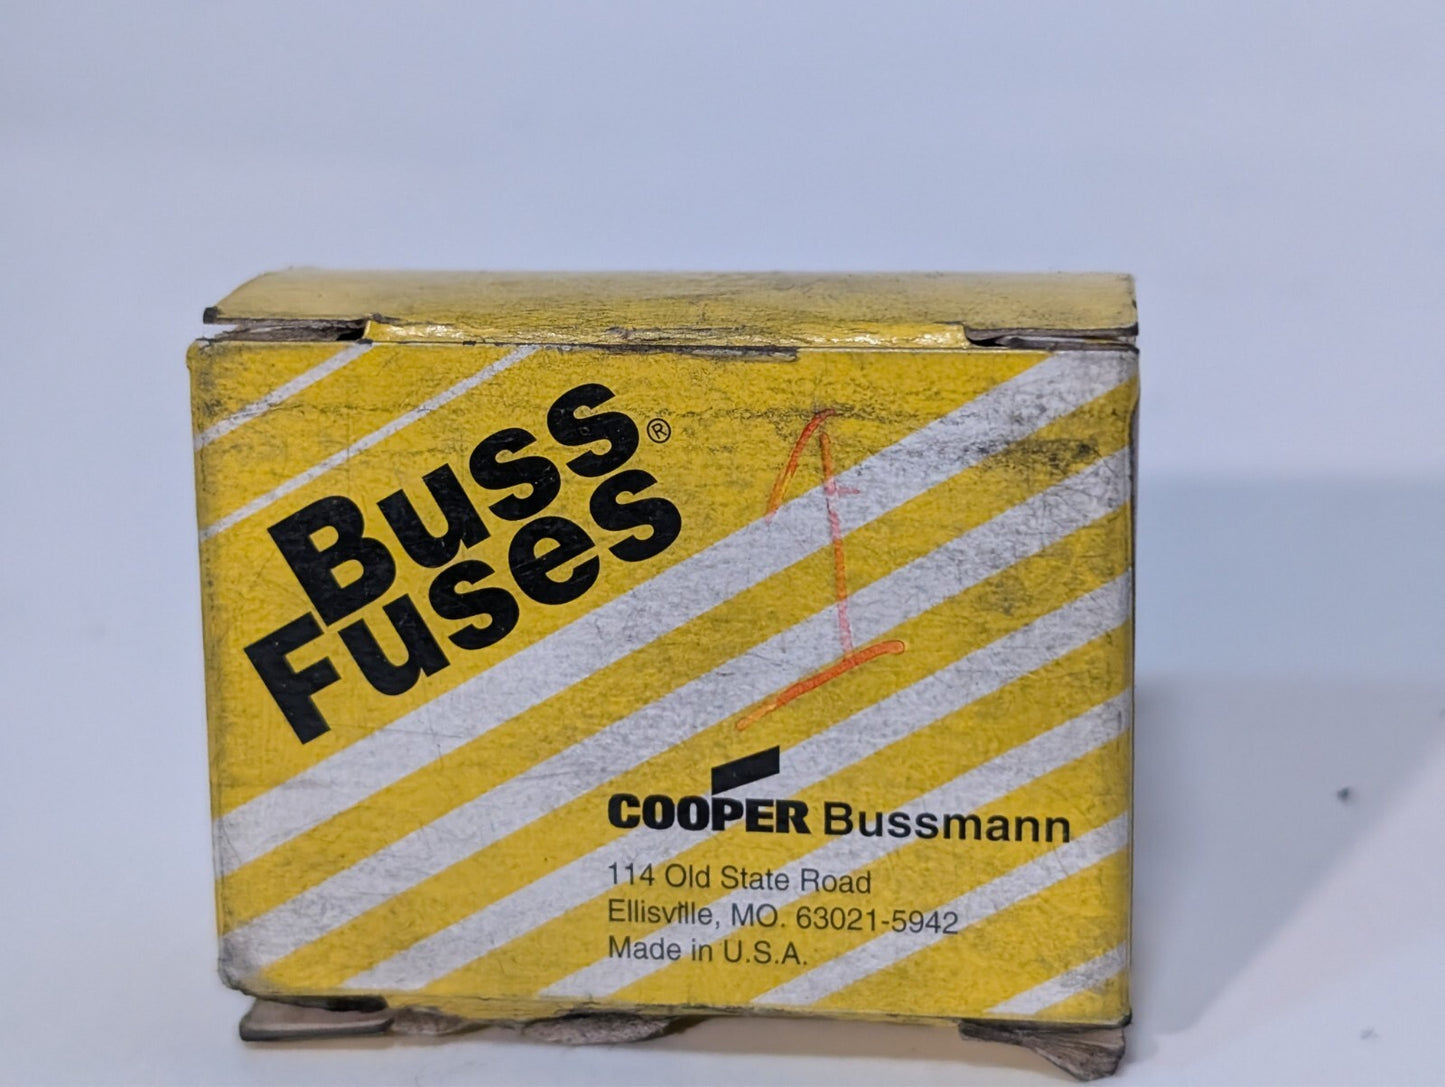 Buss®
Fuses
1
COOPER Bussmann
114 Old State Road
Ellisville, MO. 63021-5942
Made in U.S.A.